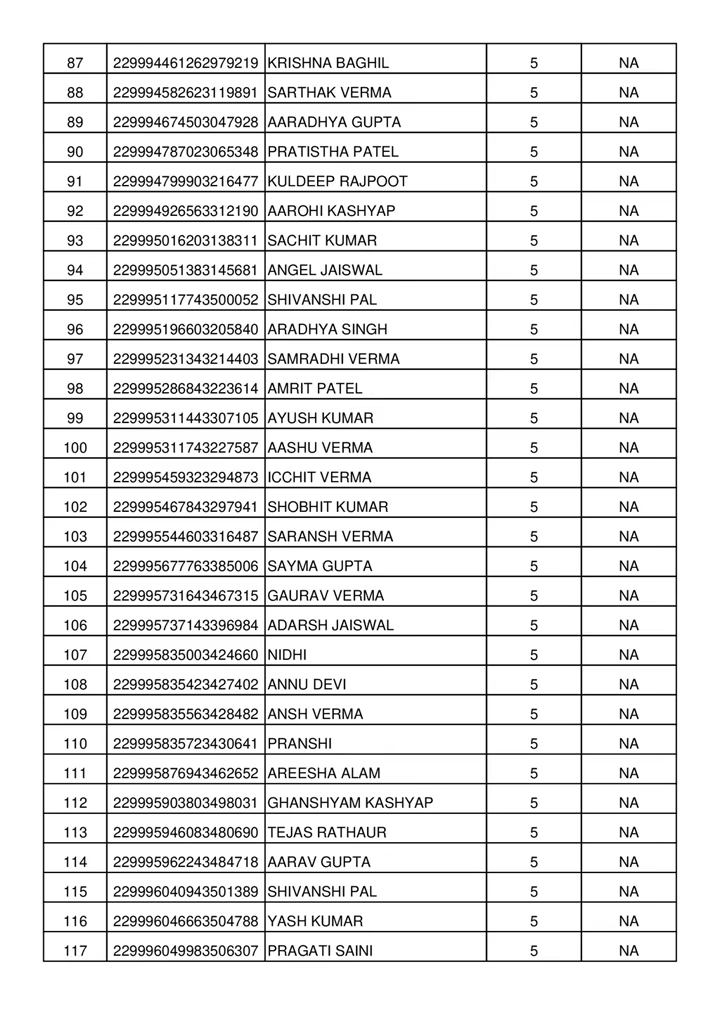 87 229994461262979219 KRISHNA BAGHIL 5 NA
88 229994582623119891 SARTHAK VERMA 5 NA
89 229994674503047928 AARADHYA GUPTA 5 NA
90 229994787023065348 PRATISTHA PATEL 5 NA
91 229994799903216477 KULDEEP RAJPOOT 5 NA
92 229994926563312190 AAROHI KASHYAP 5 NA
93 229995016203138311 SACHIT KUMAR 5 NA
94 229995051383145681 ANGEL JAISWAL 5 NA
95 229995117743500052 SHIVANSHI PAL 5 NA
96 229995196603205840 ARADHYA SINGH 5 NA
97 229995231343214403 SAMRADHI VERMA 5 NA
98 229995286843223614 AMRIT PATEL 5 NA
99 229995311443307105 AYUSH KUMAR 5 NA
100 229995311743227587 AASHU VERMA 5 NA
101 229995459323294873 ICCHIT VERMA 5 NA
102 229995467843297941 SHOBHIT KUMAR 5 NA
103 229995544603316487 SARANSH VERMA 5 NA
104 229995677763385006 SAYMA GUPTA 5 NA
105 229995731643467315 GAURAV VERMA 5 NA
106 229995737143396984 ADARSH JAISWAL 5 NA
107 229995835003424660 NIDHI 5 NA
108 229995835423427402 ANNU DEVI 5 NA
109 229995835563428482 ANSH VERMA 5 NA
110 229995835723430641 PRANSHI 5 NA
111 229995876943462652 AREESHA ALAM 5 NA
112 229995903803498031 GHANSHYAM KASHYAP 5 NA
113 229995946083480690 TEJAS RATHAUR 5 NA
114 229995962243484718 AARAV GUPTA 5 NA
115 229996040943501389 SHIVANSHI PAL 5 NA
116 229996046663504788 YASH KUMAR 5 NA
117 229996049983506307 PRAGATI SAINI 5 NA